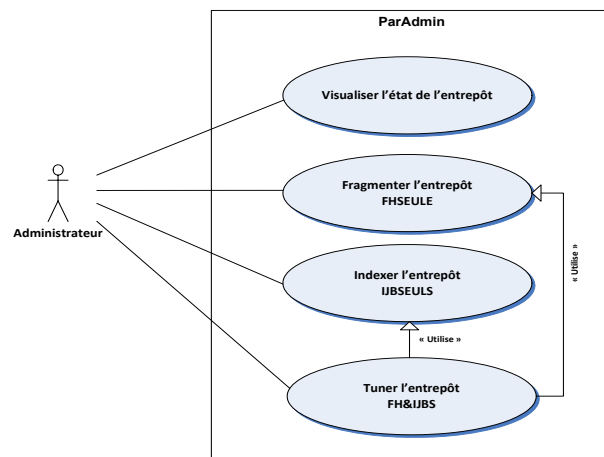 ParAdmin
Visualiser l'état de l'entrepôt
Fragmenter l'entrepôt
FHSEULE
Administrateur
Indexer l'entrepôt
IJBSEULS
« Utilise »
« Utilise »
Tuner l'entrepôt
FH&IJBS